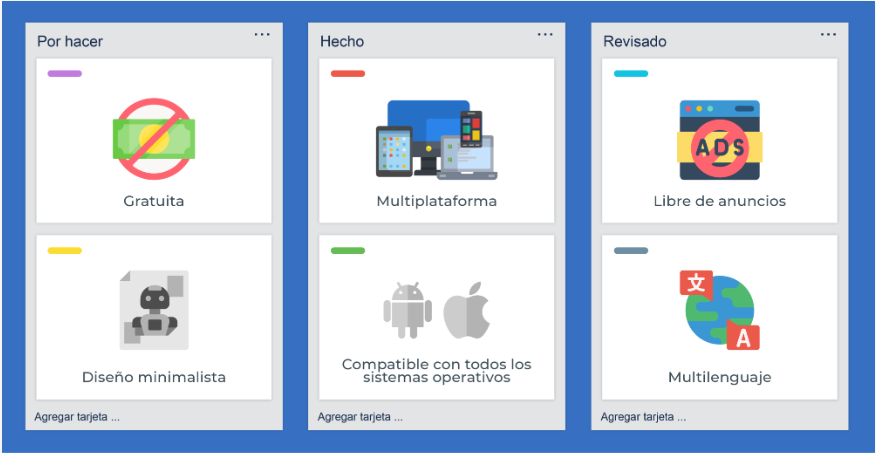 Por hacer
...
Gratuita
Diseño minimalista
Agregar tarjeta ...
Hecho
...
Multiplataforma
Compatible con todos los
sistemas operativos
Agregar tarjeta ...
Revisado
...
ADS
Libre de anuncios
文
A
Multilenguaje
Agregar tarjeta ...